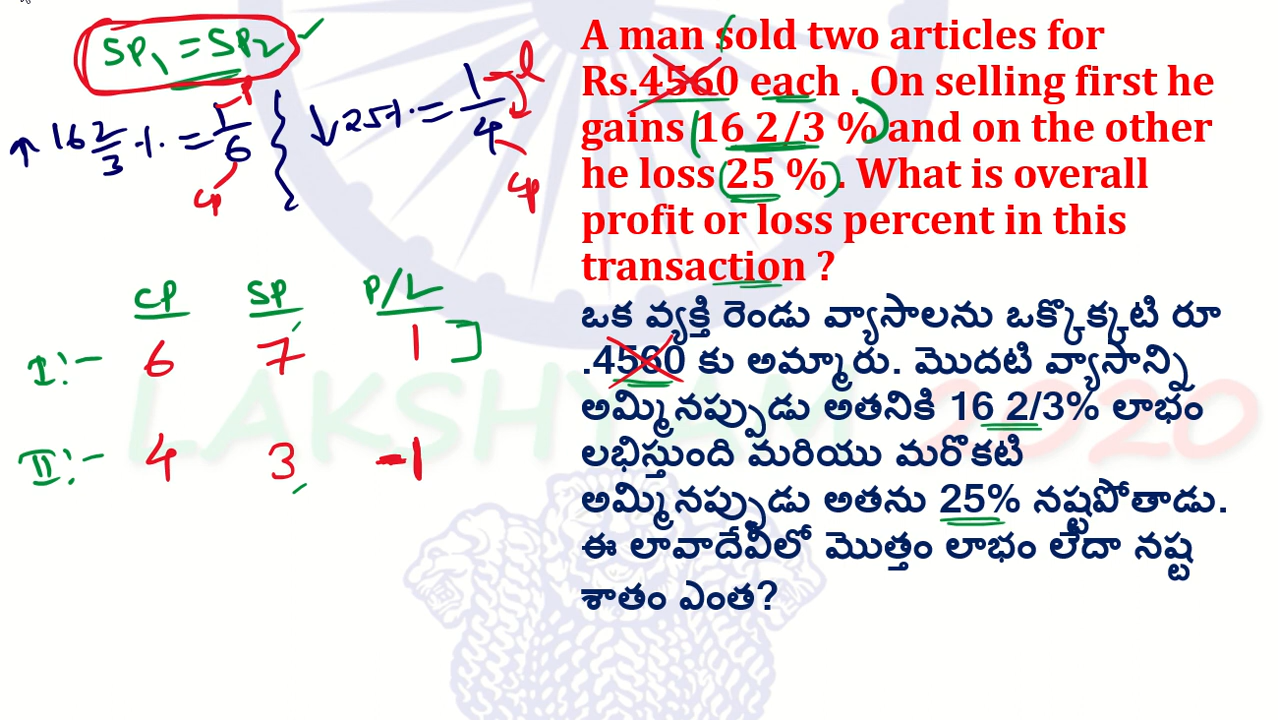 SP₁ = SP₂ ✓
↑ 16 2/3 % = 1/6 { ↓ 25% = 1/4
P
l
CP
CP
CP SP P/L
I :- 6 7 1
II :- 4 3 -1
A man sold two articles for
Rs.4560 each . On selling first he
gains (16 2/3 %) and on the other
he loss (25 %) . What is overall
profit or loss percent in this
transaction ?
ఒక వ్యక్తి రెండు వ్యాసాలను ఒక్కొక్కటి రూ
.4560 కు అమ్మారు. మొదటి వ్యాసాన్ని
అమ్మినప్పుడు అతనికి 16 2/3% లాభం
లభిస్తుంది మరియు మరొకటి
అమ్మినప్పుడు అతను 25% నష్టపోతాడు.
ఈ లావాదేవీలో మొత్తం లాభం లేదా నష్ట
శాతం ఎంత?
LAKSHYAM 2020